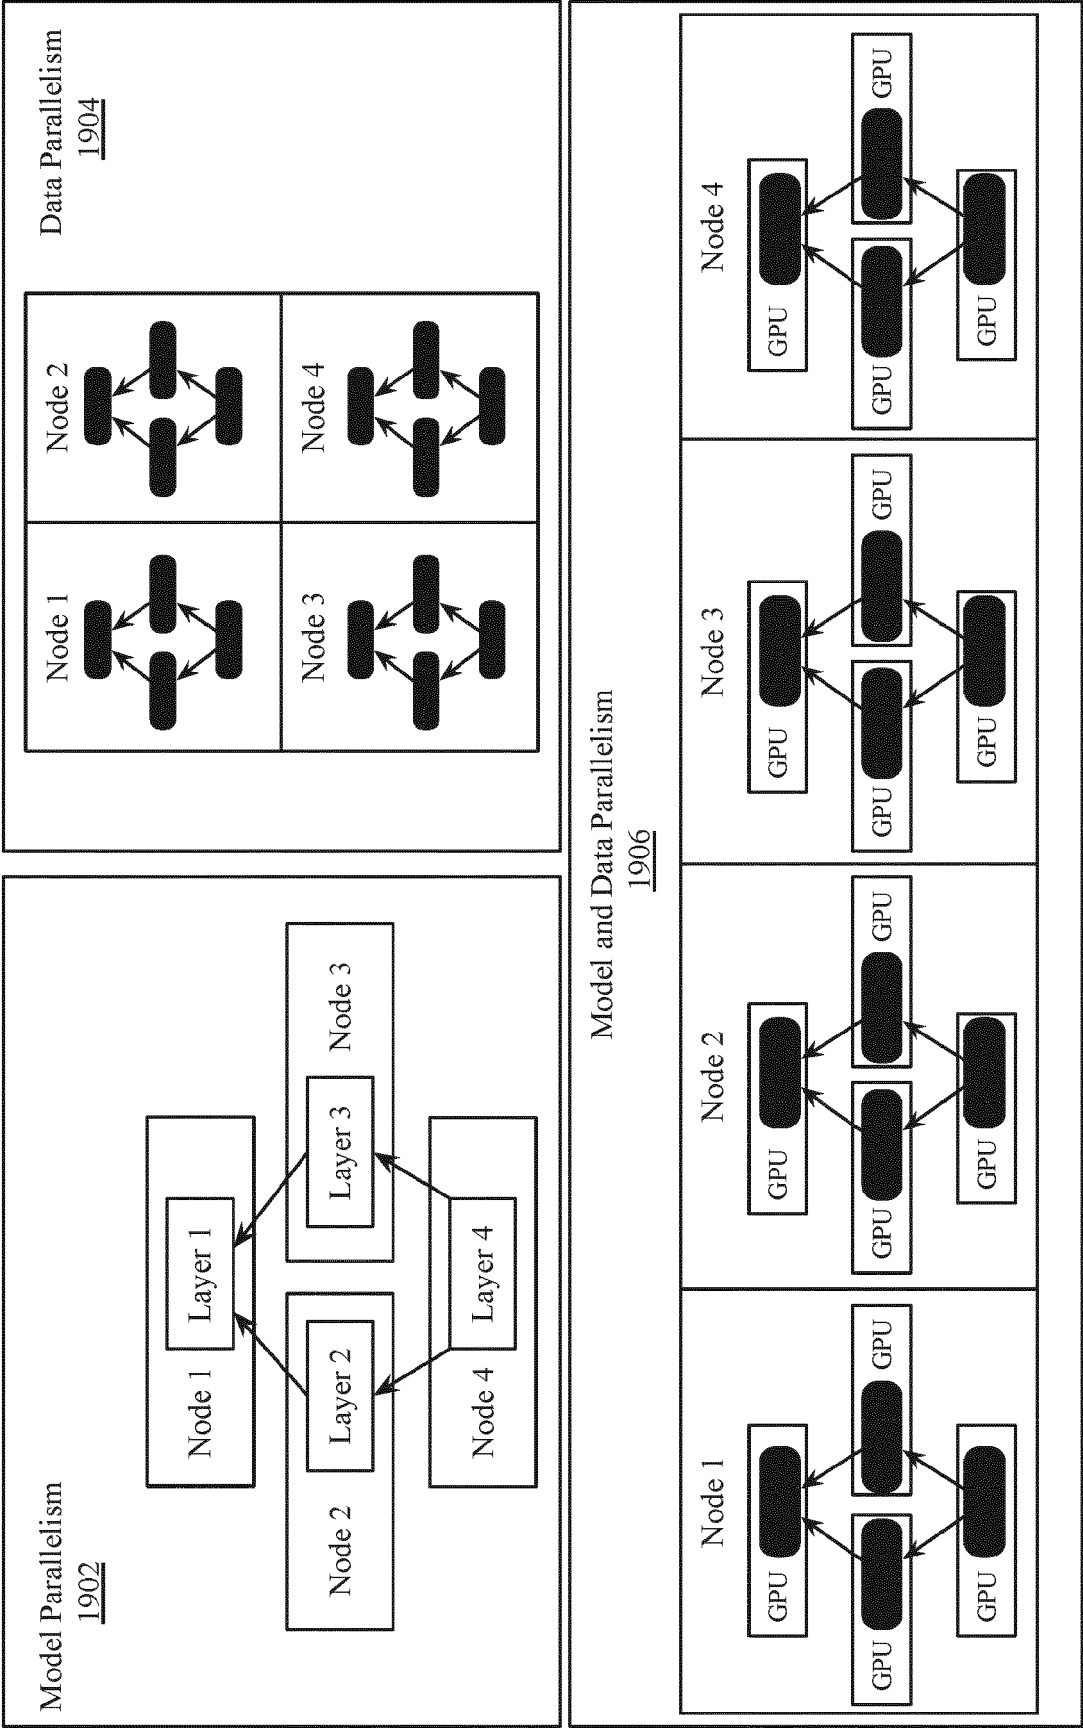 Model Parallelism
1902
Node 1
Layer 1
Node 2
Layer 2
Layer 3
Node 3
Node 4
Layer 4
Data Parallelism
1904
Node 1
Node 2
Node 3
Node 4
Model and Data Parallelism
1906
Node 1
GPU
GPU
GPU
GPU
Node 2
GPU
GPU
GPU
GPU
Node 3
GPU
GPU
GPU
GPU
Node 4
GPU
GPU
GPU
GPU